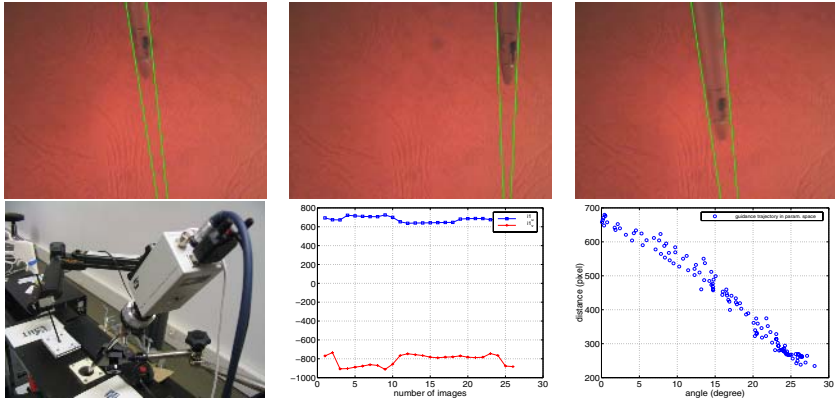 800
600
400
200
0
−200
−400
−600
−800
−1000
0 5 10 15 20 25 30
number of images
700
600
500
400
300
200
0 5 10 15 20 25 30
distance (pixel)
angle (degree)
guidance trajectory in param. space